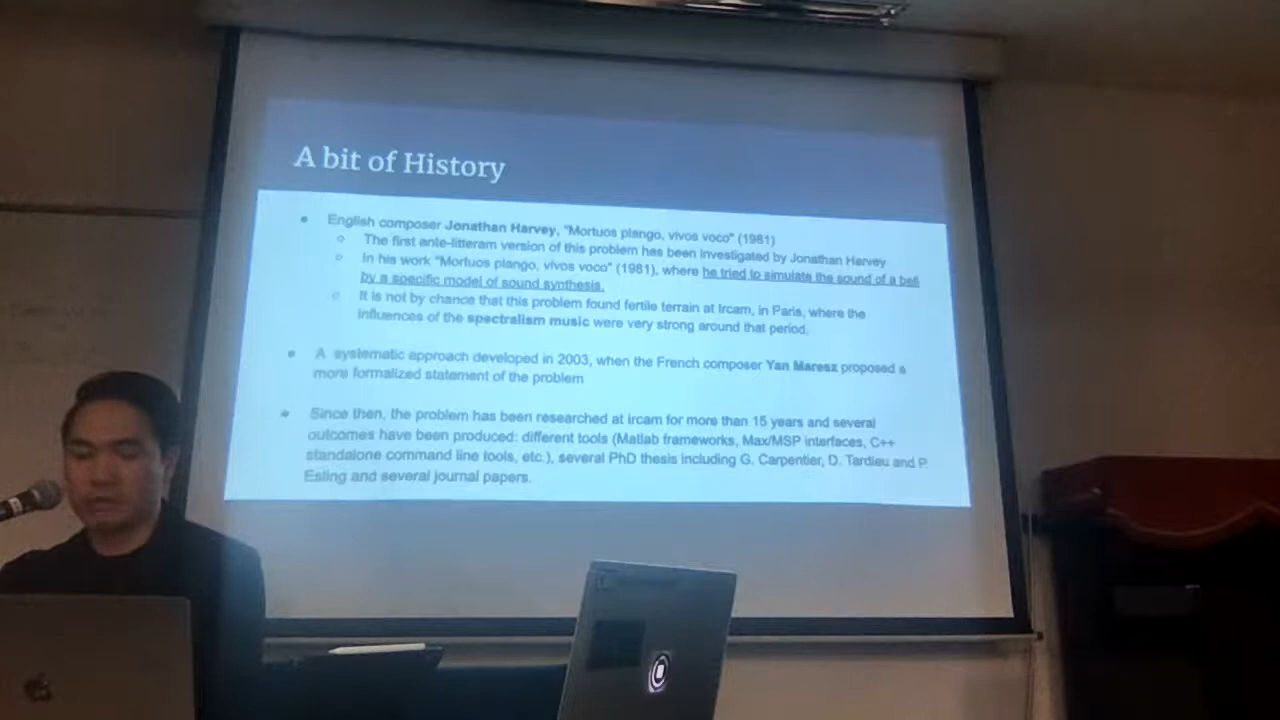 A bit of History
● English composer Jonathan Harvey, "Mortuos plango, vivos voco" (1981)
○ The first ante-litteram version of this problem has been investigated by Jonathan Harvey
○ In his work "Mortuos plango, vivos voco" (1981), where he tried to simulate the sound of a bell
by a specific model of sound synthesis.
○ It is not by chance that this problem found fertile terrain at Ircam, in Paris, where the
influences of the spectralism music were very strong around that period.
● A systematic approach developed in 2003, when the French composer Yan Maresz proposed a
more formalized statement of the problem
● Since then, the problem has been researched at Ircam for more than 15 years and several
outcomes have been produced: different tools (Matlab frameworks, Max/MSP interfaces, C++
standalone command line tools, etc.), several PhD thesis including G. Carpentier, D. Tardieu and P.
Esling and several journal papers.